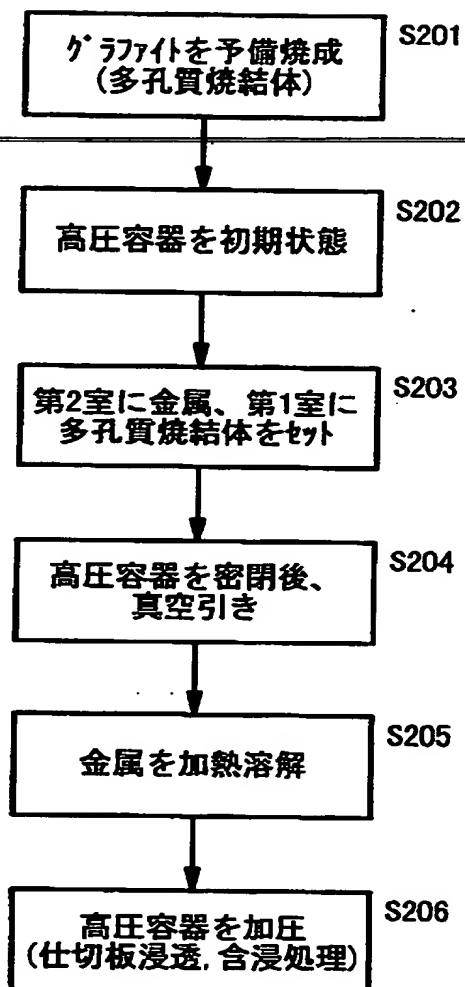 グラファイトを予備焼成
(多孔質焼結体)
S201
高圧容器を初期状態
S202
第2室に金属、第1室に
多孔質焼結体をセット
S203
高圧容器を密閉後、
真空引き
S204
金属を加熱溶解
S205
高圧容器を加圧
(仕切板浸透,含浸処理)
S206